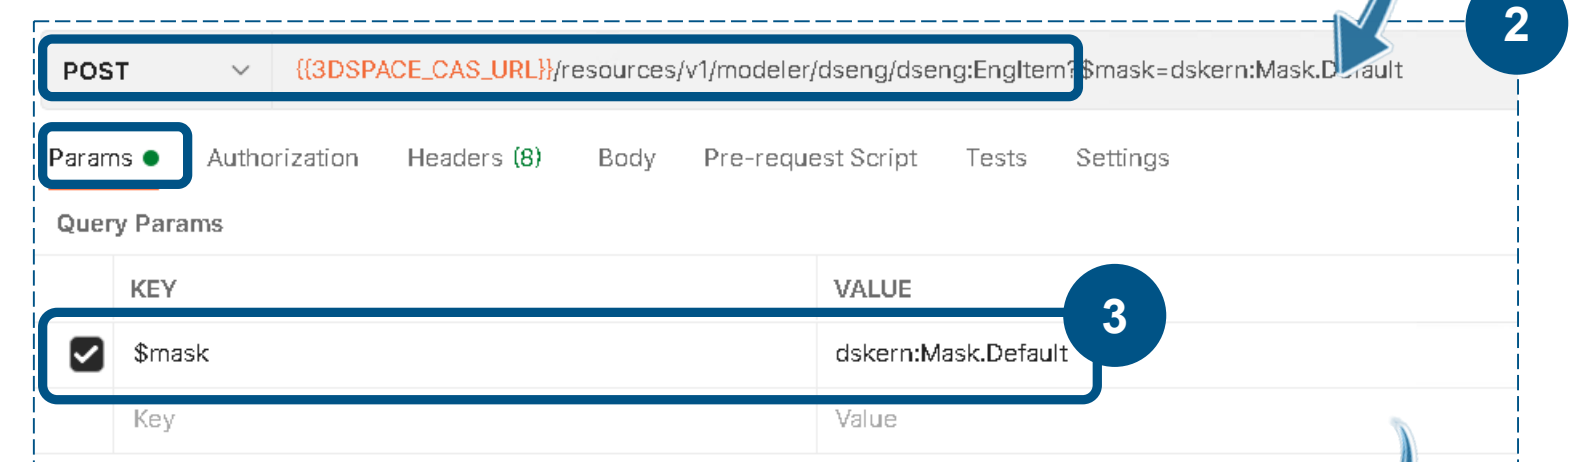 2
POST {{3DSPACE_CAS_URL}}/resources/v1/modeler/dseng/dseng:EngItem?$mask=dskern:Mask.Default
Params Authorization Headers (8) Body Pre-request Script Tests Settings
Query Params
KEY VALUE
3
$mask dskern:Mask.Default
Key Value